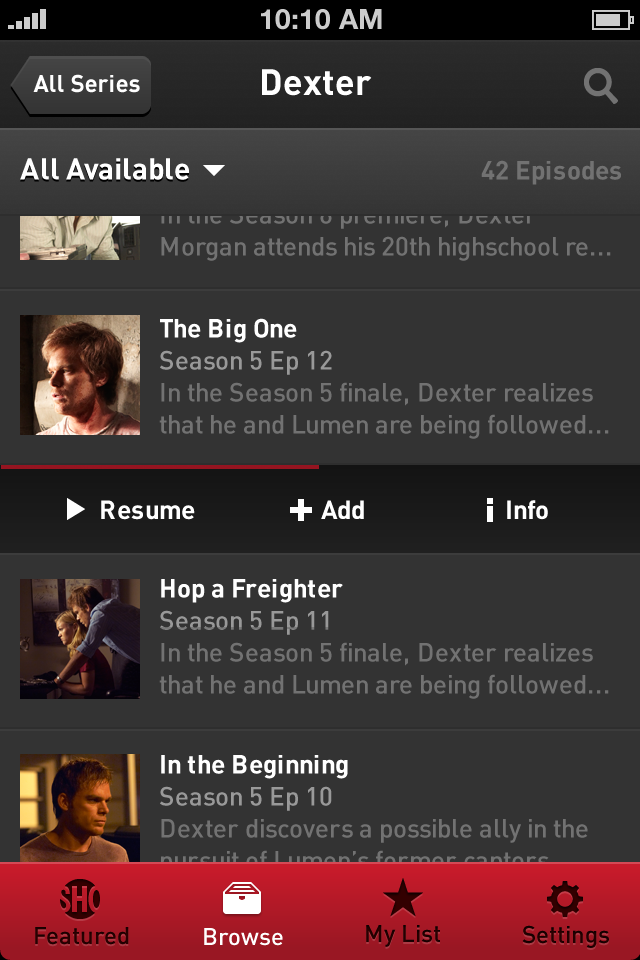 10:10 AM
All Series
Dexter
All Available
42 Episodes
In the Season 6 premiere, Dexter
Morgan attends his 20th highschool re...
The Big One
Season 5 Ep 12
In the Season 5 finale, Dexter realizes
that he and Lumen are being followed...
Resume
Add
Info
Hop a Freighter
Season 5 Ep 11
In the Season 5 finale, Dexter realizes
that he and Lumen are being followed...
In the Beginning
Season 5 Ep 10
Dexter discovers a possible ally in the
pursuit of Lumen's former captors
SHO
Featured
Browse
My List
Settings